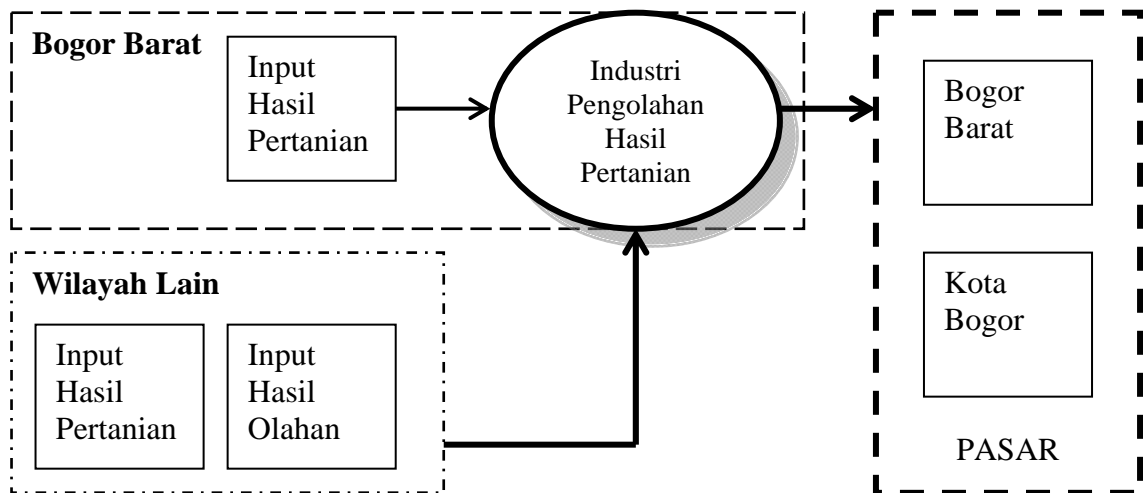 Bogor Barat
Input
Hasil
Pertanian
Industri
Pengolahan
Hasil
Pertanian
Bogor
Barat
Wilayah Lain
Input
Hasil
Pertanian
Input
Hasil
Olahan
Kota
Bogor
PASAR